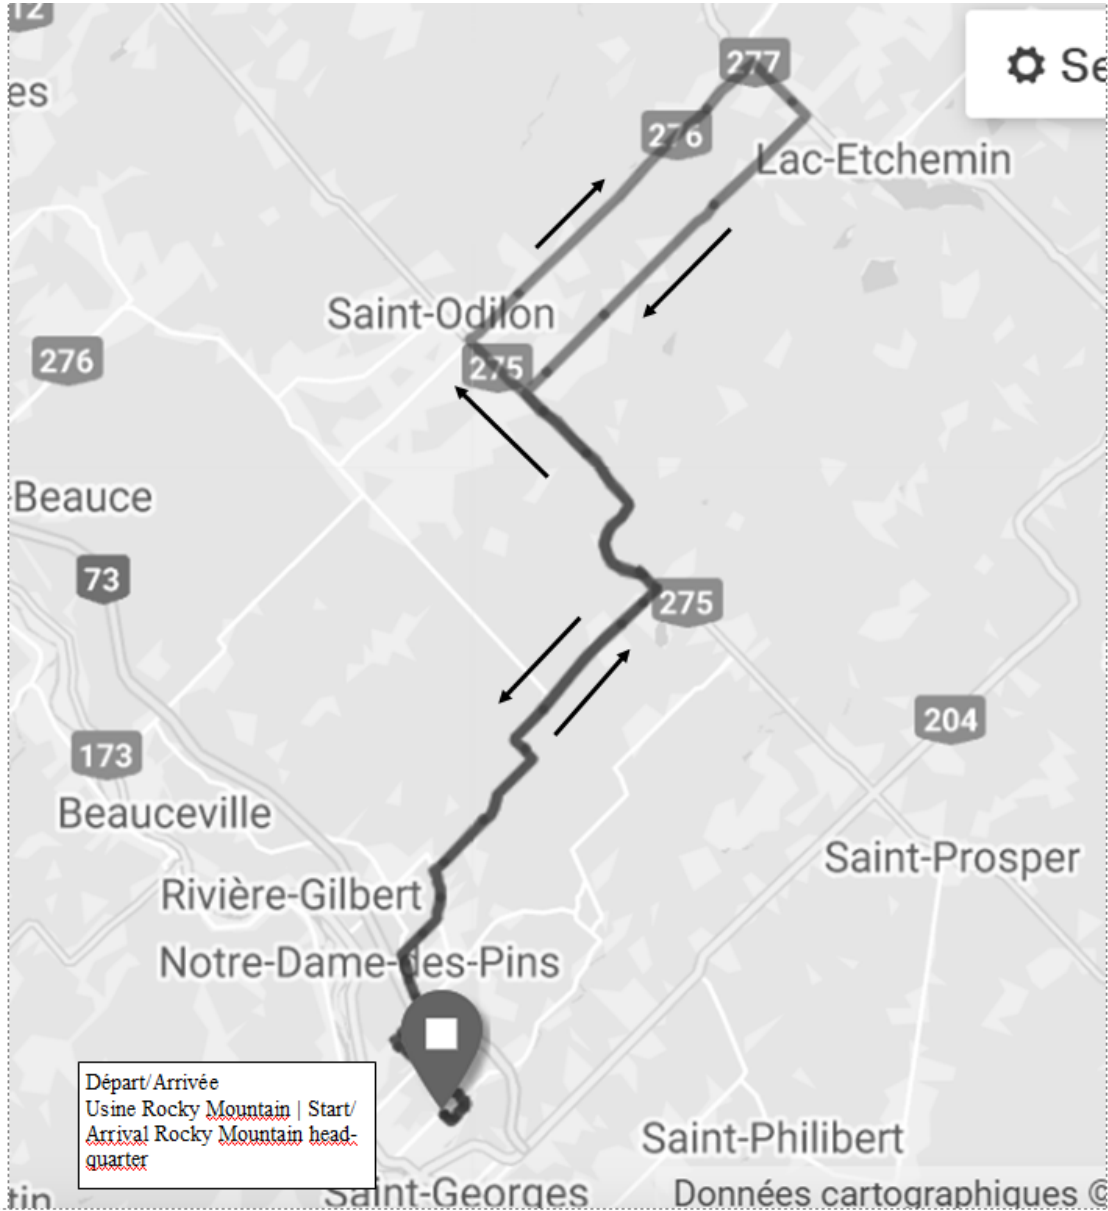 12
277
Se
es
276
Lac-Etchemin
Saint-Odilon
276
275
-Beauce
73
275
204
173
Beauceville
Saint-Prosper
Rivière-Gilbert
Notre-Dame-des-Pins
Départ/Arrivée
Usine Rocky Mountain | Start/
Arrival Rocky Mountain head-
quarter
Saint-Philibert
tin
Saint-Georges
Données cartographiques ©